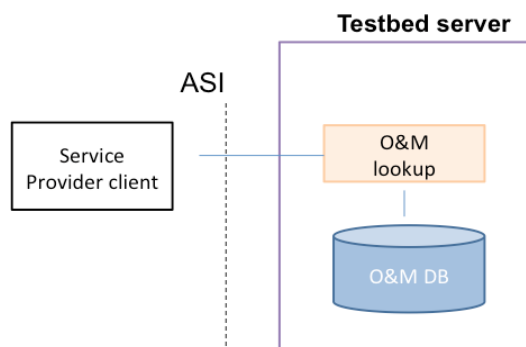 Testbed server
ASI
Service
Provider client
O&M
lookup
O&M DB